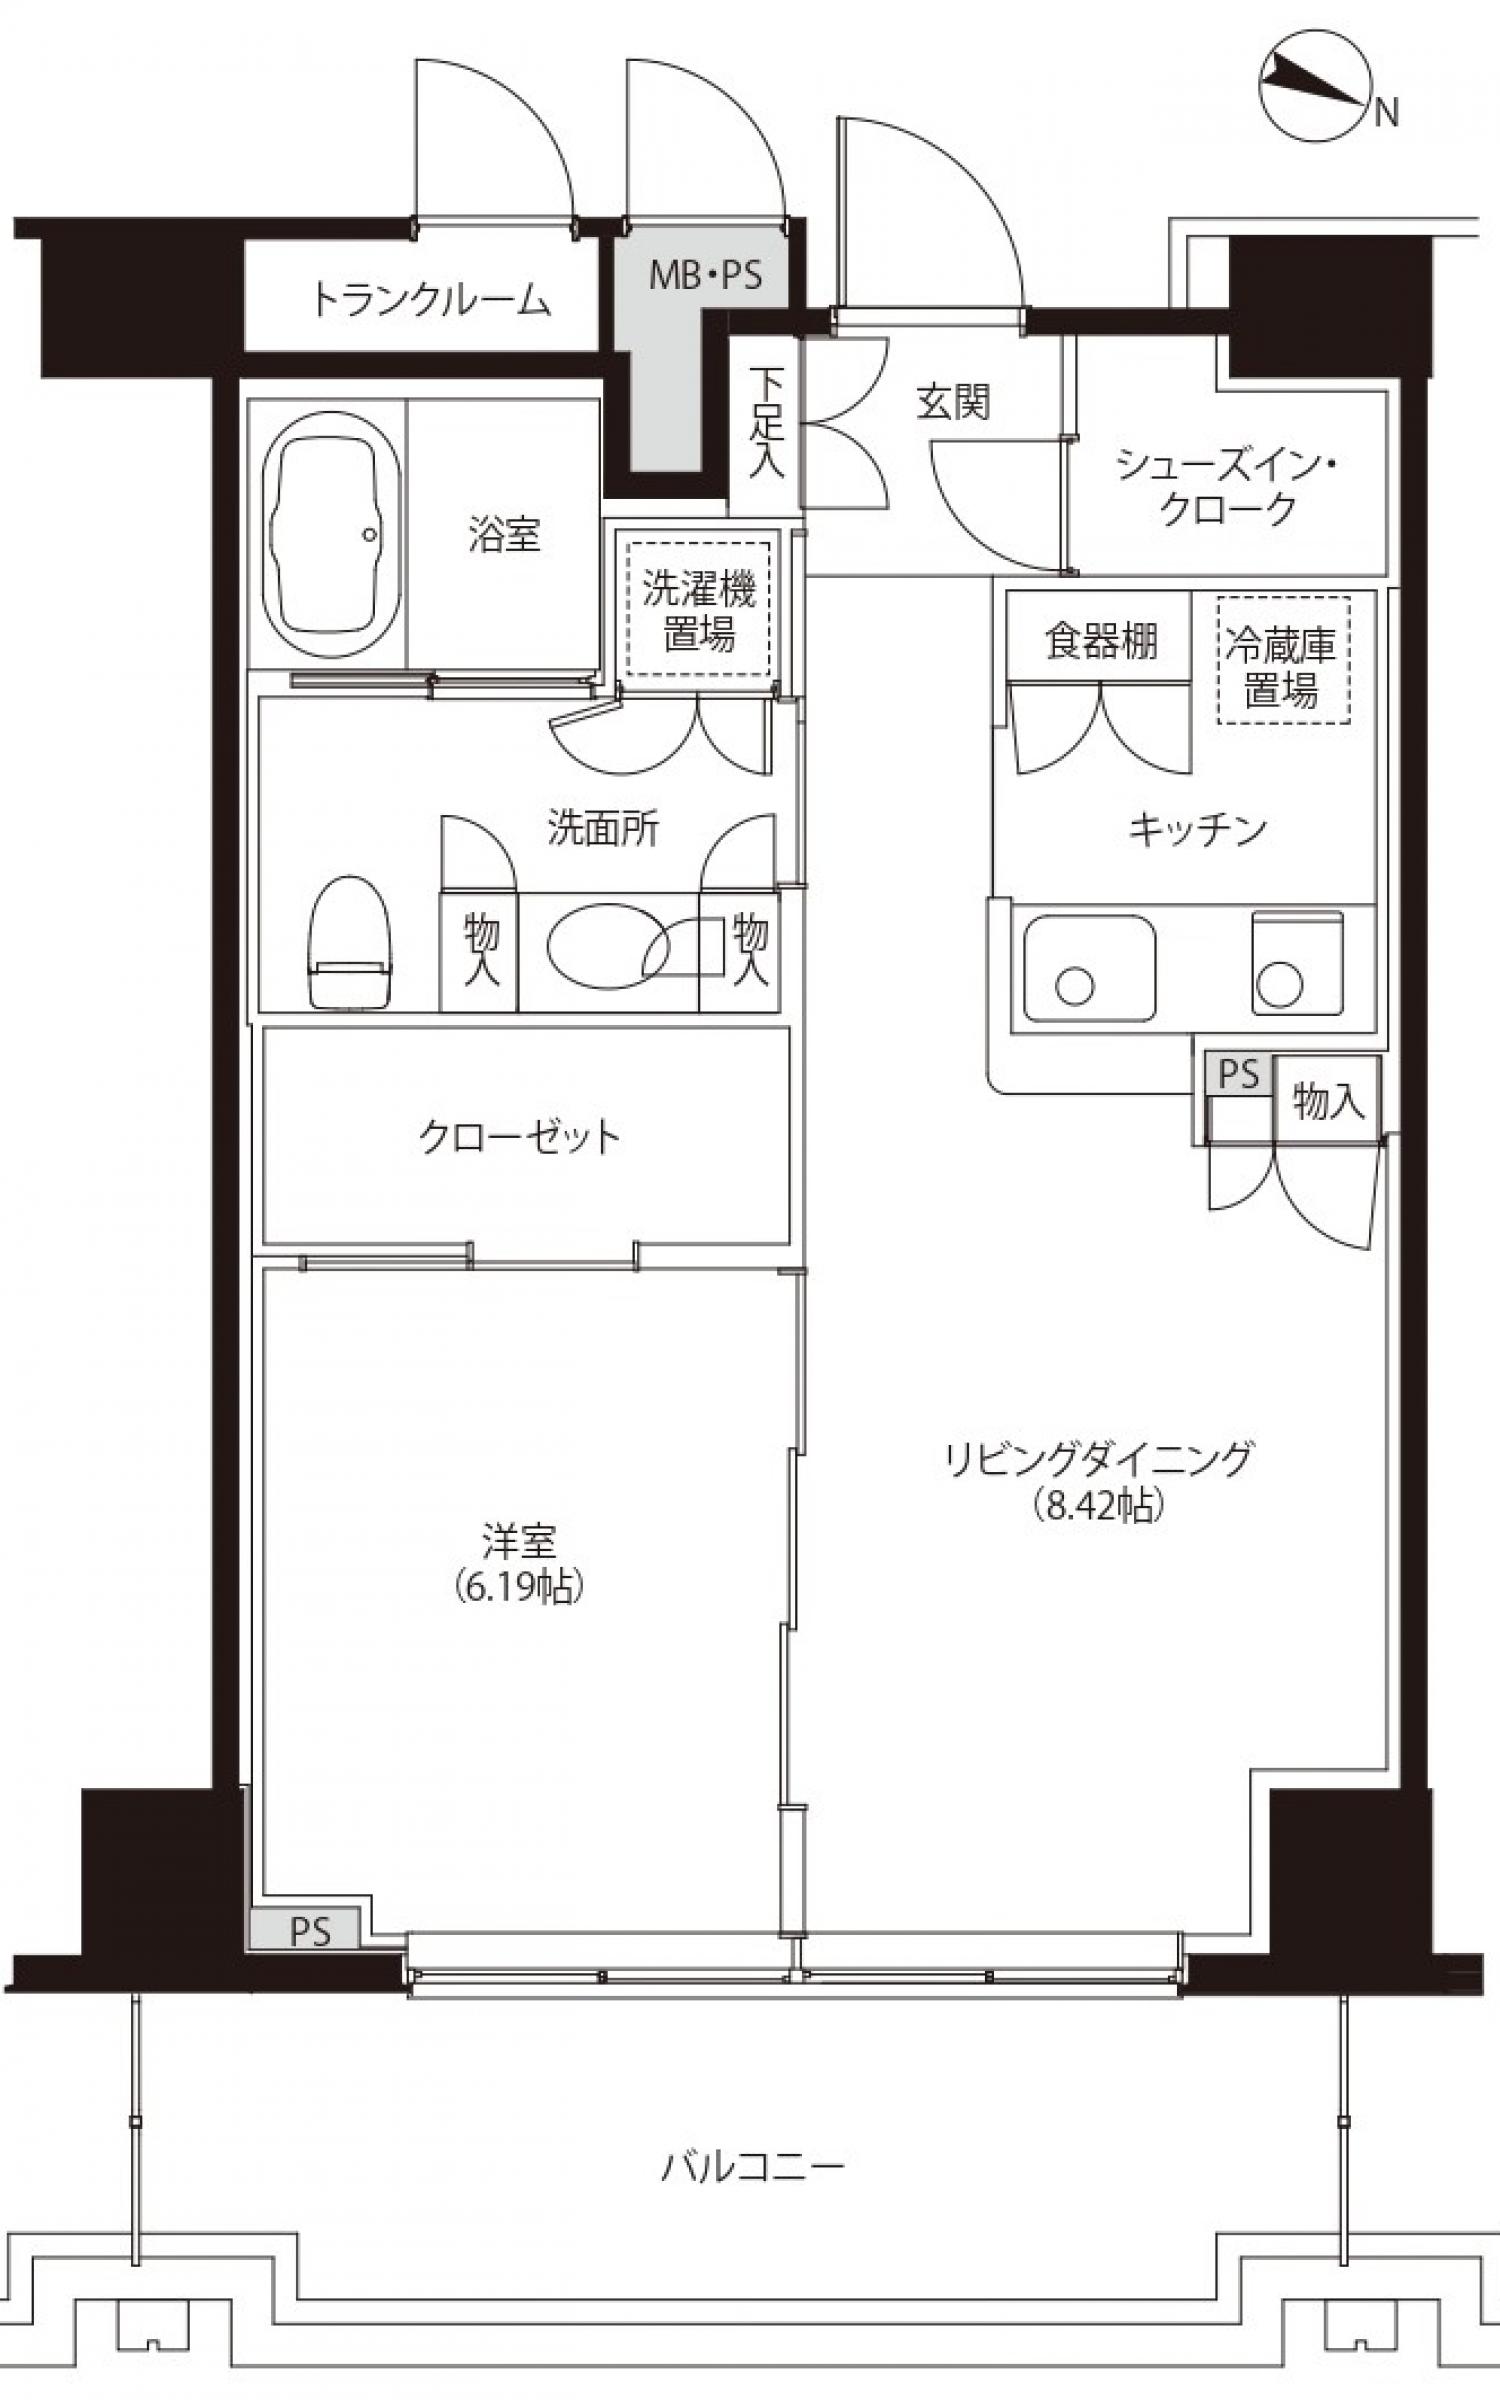 N
MB・PS
トランクルーム
下足入
玄関
シューズイン・
クローク
浴室
洗濯機
置場
食器棚
冷蔵庫
置場
洗面所
キッチン
物入
物入
PS
物入
クローゼット
リビングダイニング
(8.42帖)
洋室
(6.19帖)
PS
バルコニー